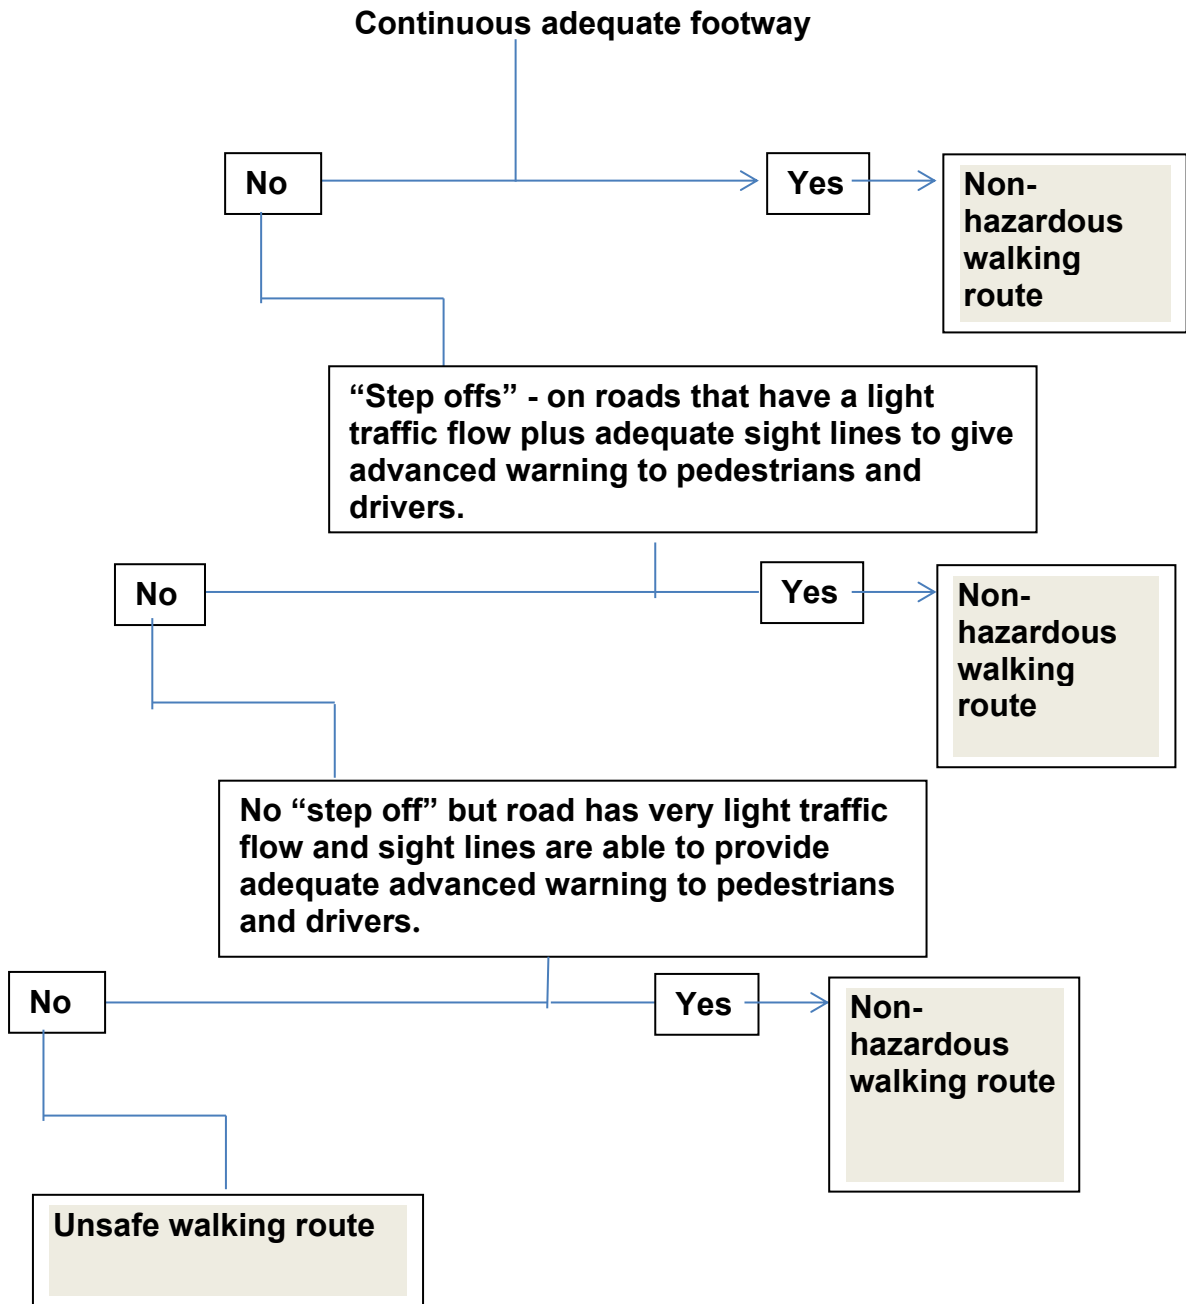 Continuous adequate footway
No
Yes
Non-
hazardous
walking
route
“Step offs” - on roads that have a light
traffic flow plus adequate sight lines to give
advanced warning to pedestrians and
drivers.
No
Yes
Non-
hazardous
walking
route
No “step off” but road has very light traffic
flow and sight lines are able to provide
adequate advanced warning to pedestrians
and drivers.
No
Yes
Non-
hazardous
walking route
Unsafe walking route